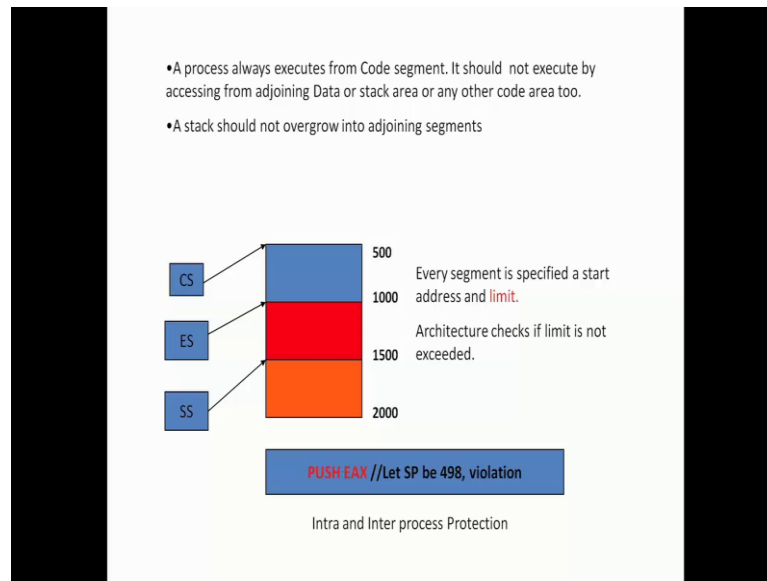 •A process always executes from Code segment. It should  not execute by
accessing from adjoining Data or stack area or any other code area too.
•A stack should not overgrow into adjoining segments
500
CS
Every segment is specified a start
address and limit.
1000
Architecture checks if limit is not
exceeded.
ES
1500
SS
2000
PUSH EAX //Let SP be 498, violation
Intra and Inter process Protection